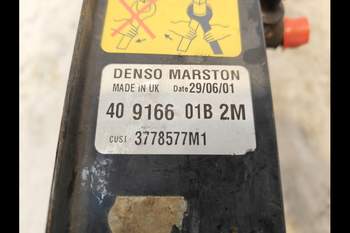 DENSO MARSTON
MADE IN UK Date 29/06/01
40 9166 01B 2M
CUST 3778577M1